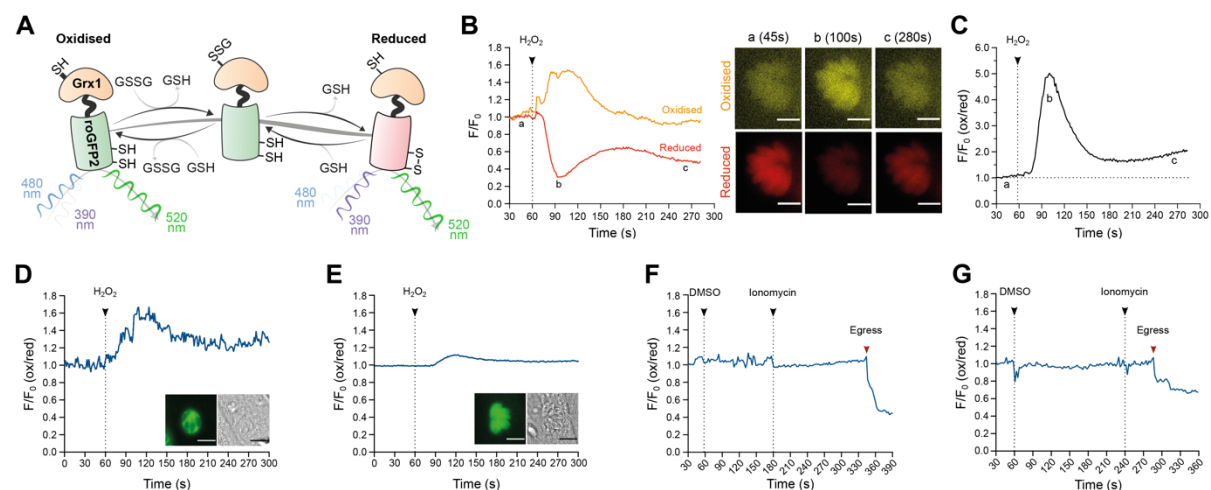 A
Oxidised
Reduced
SH
Grx1
roGFP2
GSSG
GSH
SSG
GSH
SH
SH
GSSG
GSH
SH
SH
GSH
S
S
480
nm
390
nm
520
nm
480
nm
390
nm
520
nm
B
H₂O₂
F/F₀
1.8
1.6
1.4
1.2
1.0
0.8
0.6
0.4
0.2
0.0
a
b
c
Oxidised
Reduced
30 60 90 120 150 180 210 240 270 300
Time (s)
a (45s) b (100s) c (280s)
Oxidised
Reduced
C
H₂O₂
F/F₀ (ox/red)
6.0
5.0
4.0
3.0
2.0
1.0
0.0
a
b
c
30 60 90 120 150 180 210 240 270 300
Time (s)
D
H₂O₂
F/F₀ (ox/red)
1.8
1.6
1.4
1.2
1.0
0.8
0.6
0.4
0.2
0.0
0 30 60 90 120 150 180 210 240 270 300
Time (s)
E
H₂O₂
F/F₀ (ox/red)
1.8
1.6
1.4
1.2
1.0
0.8
0.6
0.4
0.2
0.0
0 30 60 90 120 150 180 210 240 270 300
Time (s)
F
DMSO
Ionomycin
Egress
F/F₀ (ox/red)
1.8
1.6
1.4
1.2
1.0
0.8
0.6
0.4
0.2
0.0
30 60 90 120 150 180 210 240 270 300 330 360 390
Time (s)
G
DMSO
Ionomycin
Egress
F/F₀ (ox/red)
1.8
1.6
1.4
1.2
1.0
0.8
0.6
0.4
0.2
0.0
30 60 90 120 150 180 210 240 270 300 330 360
Time (s)